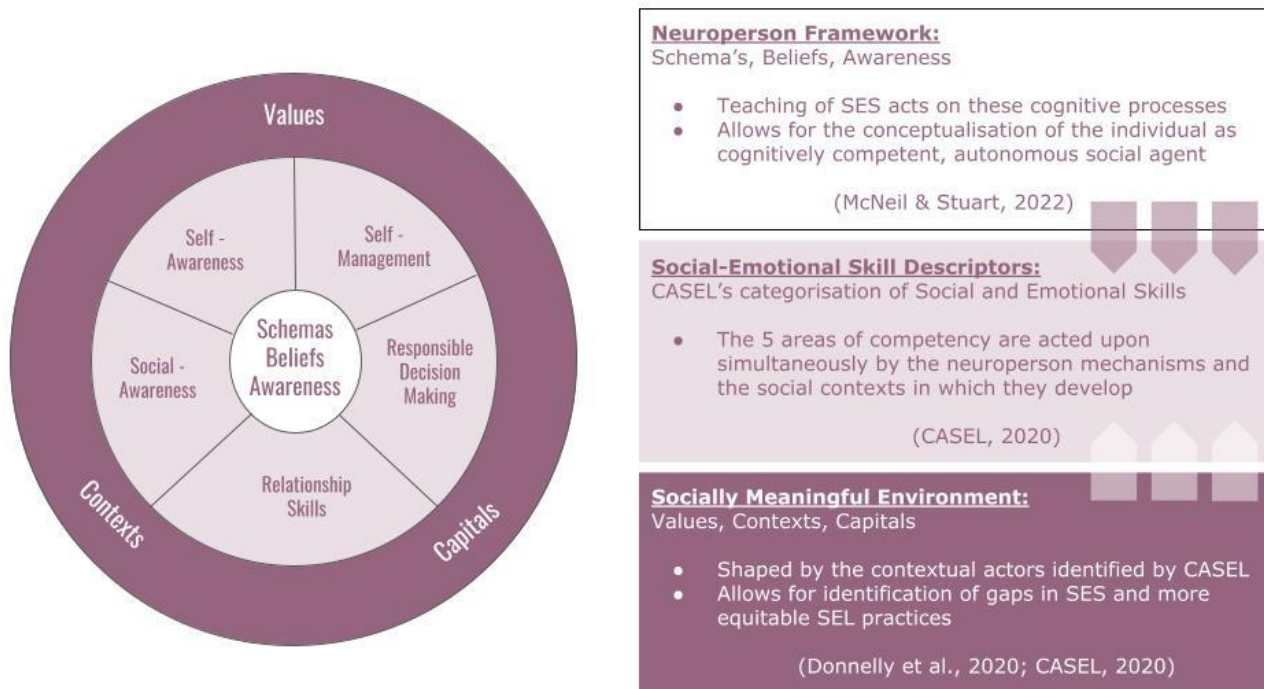 Values
Self -
Awareness
Self -
Management
Social -
Awareness
Schemas
Beliefs
Awareness
Responsible
Decision
Making
Relationship
Skills
Contexts
Capitals
Neuroperson Framework:
Schema's, Beliefs, Awareness
● Teaching of SES acts on these cognitive processes
● Allows for the conceptualisation of the individual as
cognitively competent, autonomous social agent
(McNeil & Stuart, 2022)
Social-Emotional Skill Descriptors:
CASEL's categorisation of Social and Emotional Skills
● The 5 areas of competency are acted upon
simultaneously by the neuroperson mechanisms and
the social contexts in which they develop
(CASEL, 2020)
Socially Meaningful Environment:
Values, Contexts, Capitals
● Shaped by the contextual actors identified by CASEL
● Allows for identification of gaps in SES and more
equitable SEL practices
(Donnelly et al., 2020; CASEL, 2020)